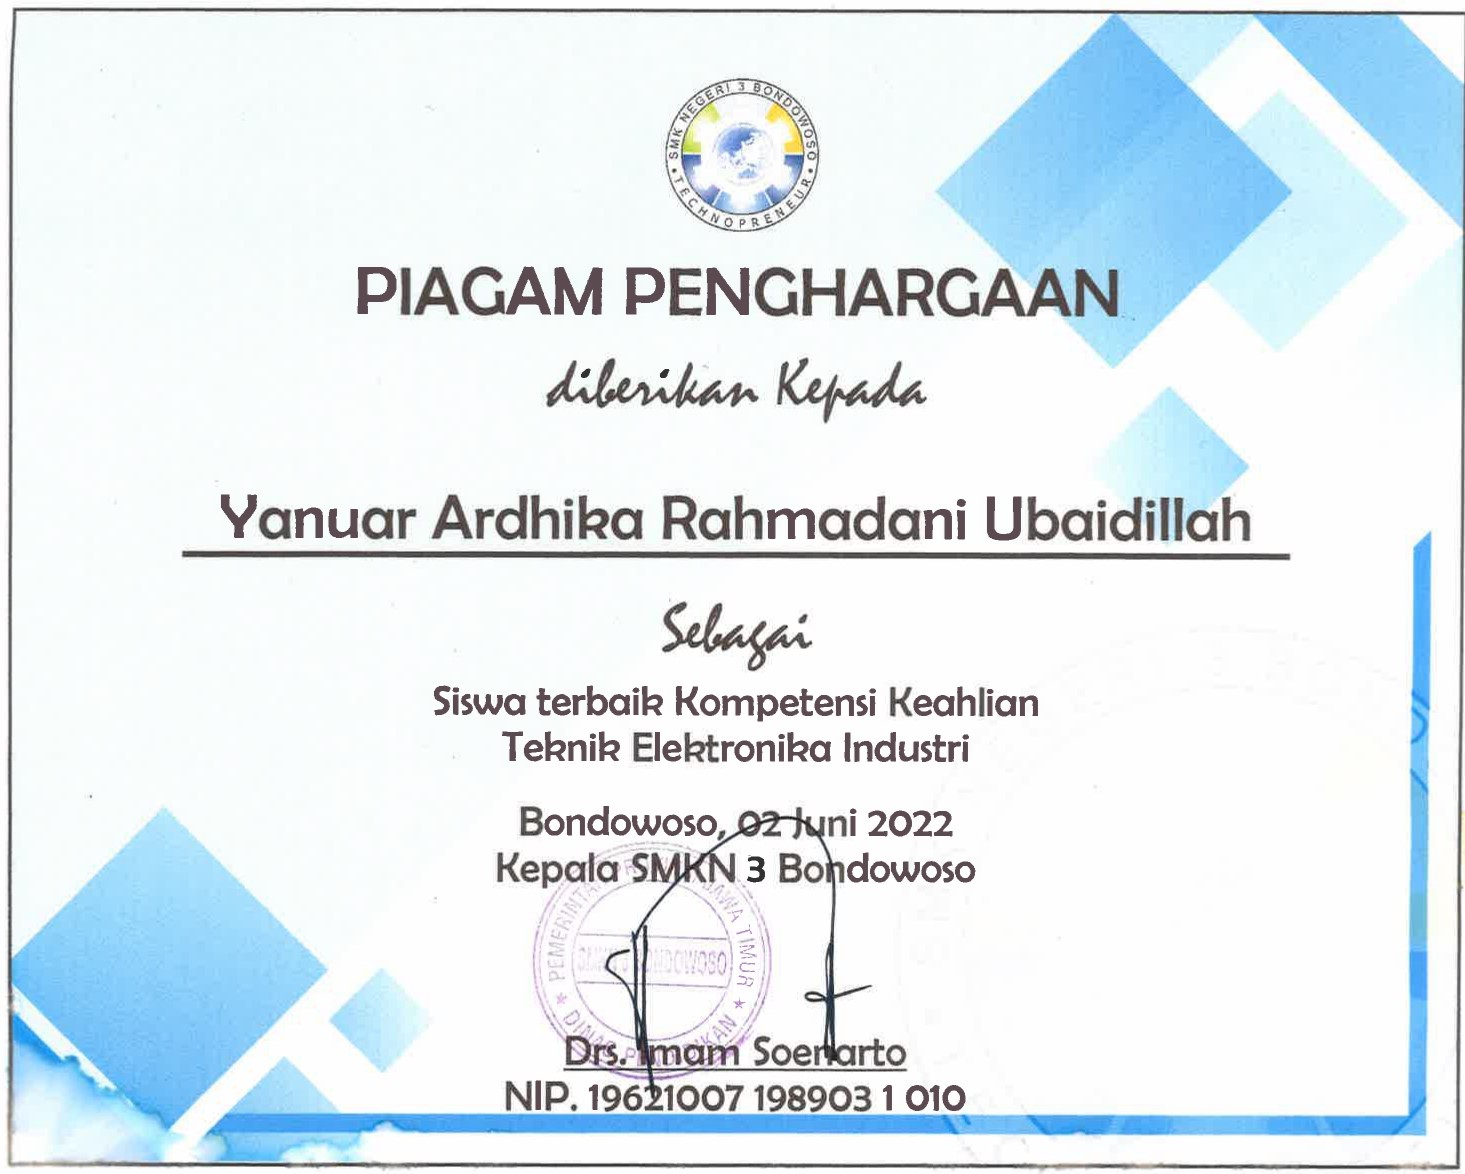 SMK NEGERI 3 BONDOWOSO
TECHNOPRENEUR
PIAGAM PENGHARGAAN
diberikan Kepada
Yanuar Ardhika Rahmadani Ubaidillah
Sebagai
Siswa terbaik Kompetensi Keahlian
Teknik Elektronika Industri
Bondowoso, 02 Juni 2022
Kepala SMKN 3 Bondowoso
PEMERINTAH PROVINSI JAWA TIMUR
SMKN 3 BONDOWOSO
DINAS PENDIDIKAN
Drs. Imam Soenarto
NIP. 19621007 198903 1 010